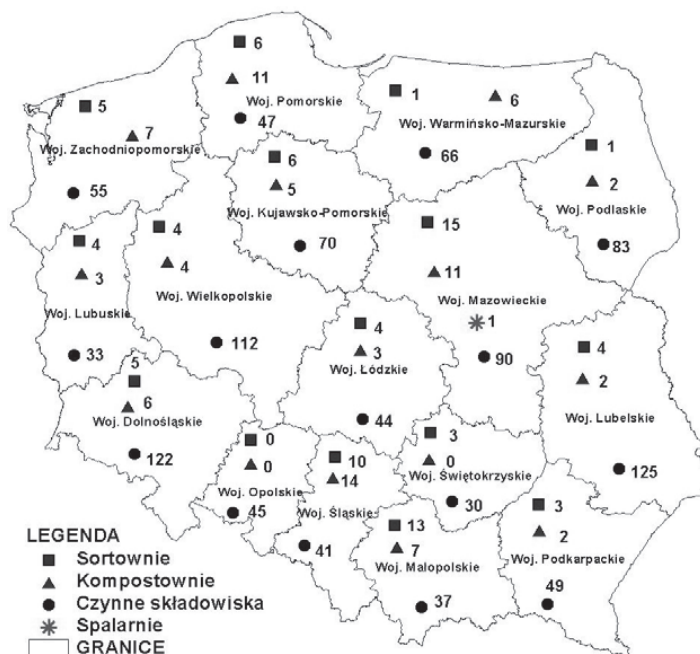 6
11
Woj. Pomorskie
47
5
7
Woj. Zachodniopomorskie
55
1
6
Woj. Warmińsko-Mazurskie
66
1
2
Woj. Podlaskie
83
6
5
Woj. Kujawsko-Pomorskie
70
4
3
Woj. Lubuskie
33
4
4
Woj. Wielkopolskie
112
15
11
Woj. Mazowieckie
1
90
4
3
Woj. Łódzkie
44
4
2
Woj. Lubelskie
125
5
6
Woj. Dolnośląskie
122
0
0
Woj. Opolskie
45
10
14
Woj. Śląskie
41
3
0
Woj. Świętokrzyskie
30
13
7
Woj. Małopolskie
37
3
2
Woj. Podkarpackie
49
LEGENDA
Sortownie
Kompostownie
Czynne składowiska
Spalarnie
GRANICE